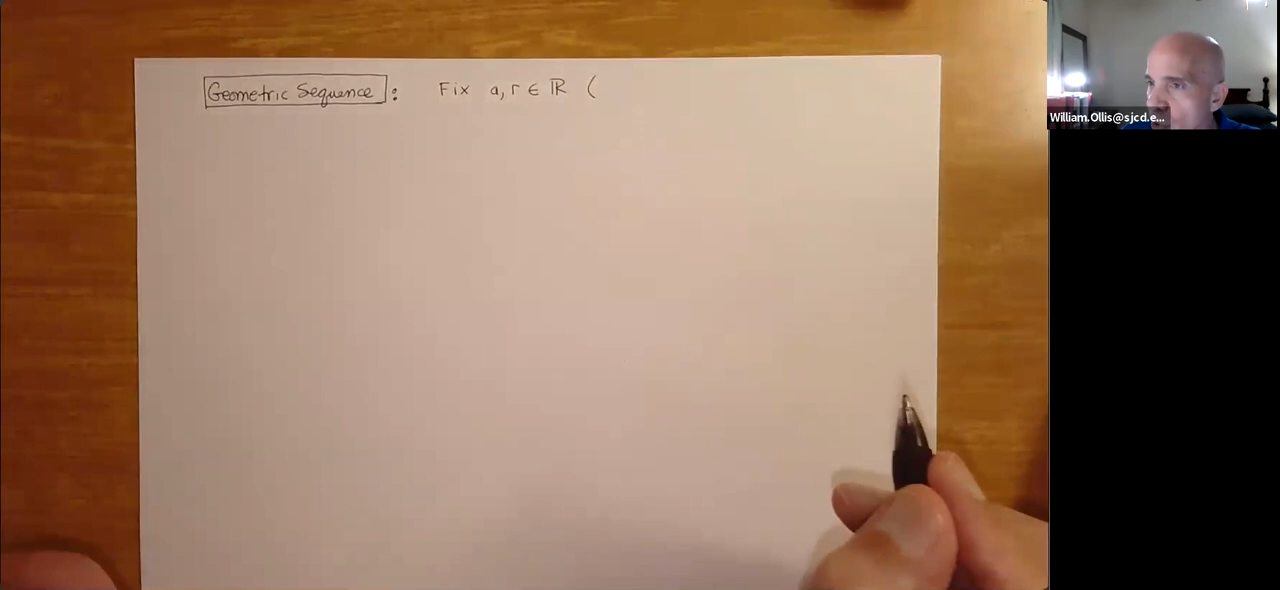 Geometric Sequence : Fix a, r ∈ ℝ (
William.Ollis@sjcd.e...